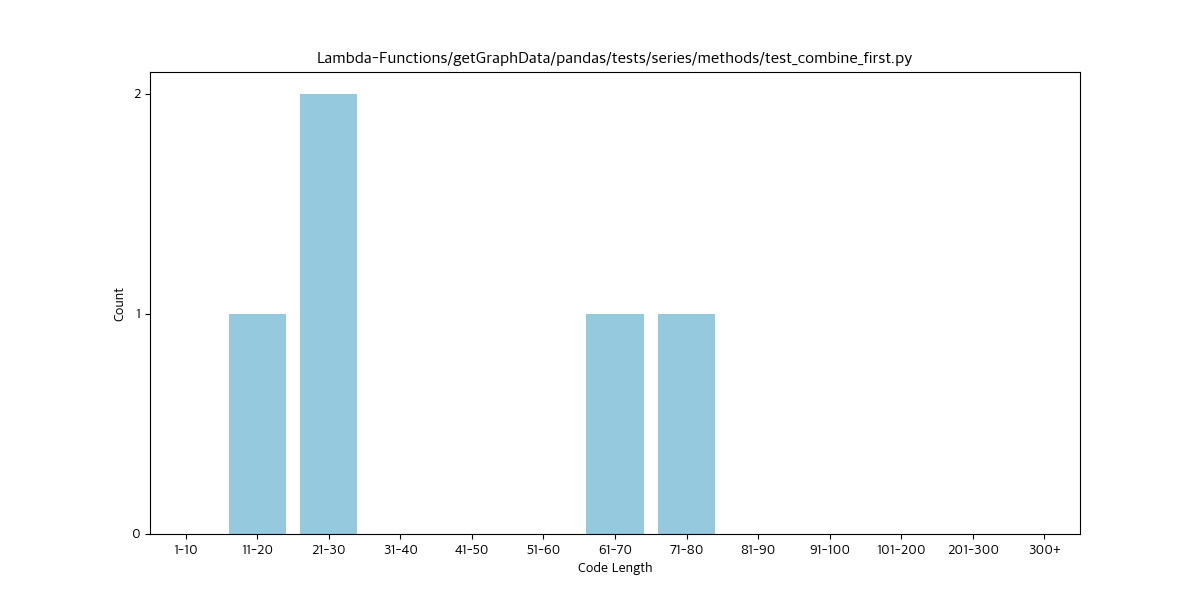 Lambda-Functions/getGraphData/pandas/tests/series/methods/test_combine_first.py
2
1
0
Count
1-10 11-20 21-30 31-40 41-50 51-60 61-70 71-80 81-90 91-100 101-200 201-300 300+
Code Length